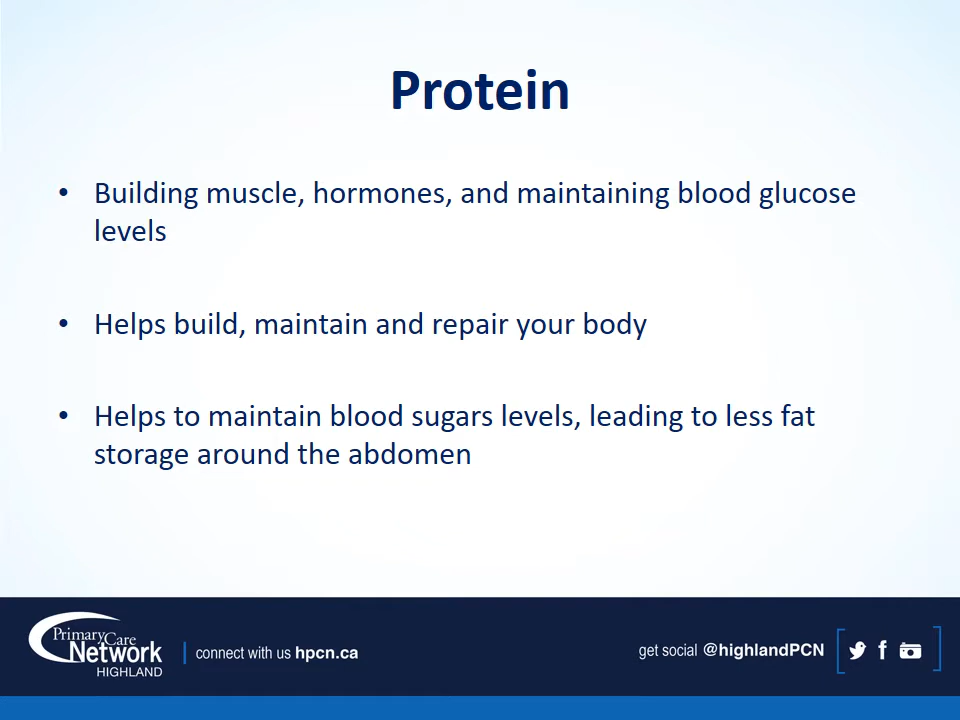 Protein
• Building muscle, hormones, and maintaining blood glucose
levels
• Helps build, maintain and repair your body
• Helps to maintain blood sugars levels, leading to less fat
storage around the abdomen
PrimaryCare
Network
HIGHLAND
connect with us hpcn.ca
get social @highlandPCN